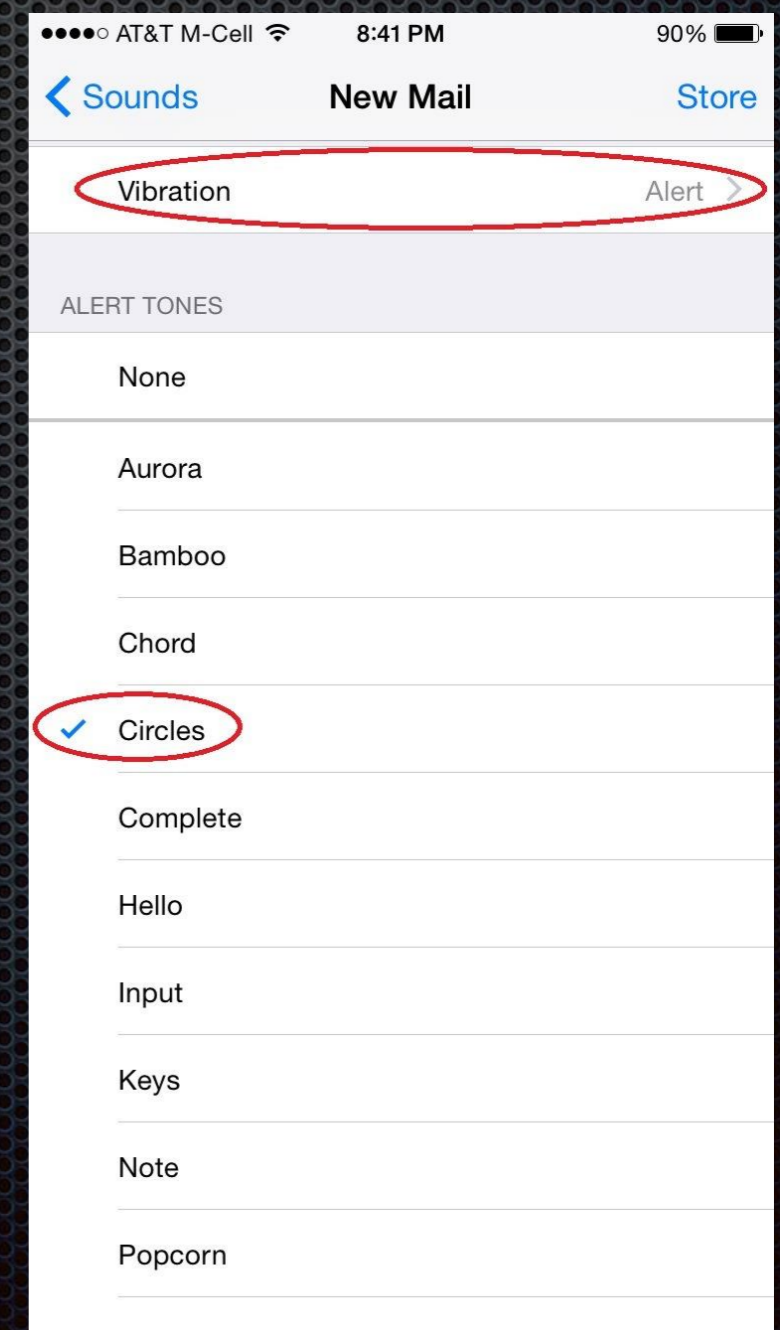 AT&T M-Cell 8:41 PM 90%
Sounds New Mail Store
Vibration Alert
ALERT TONES
None
Aurora
Bamboo
Chord
Circles
Complete
Hello
Input
Keys
Note
Popcorn